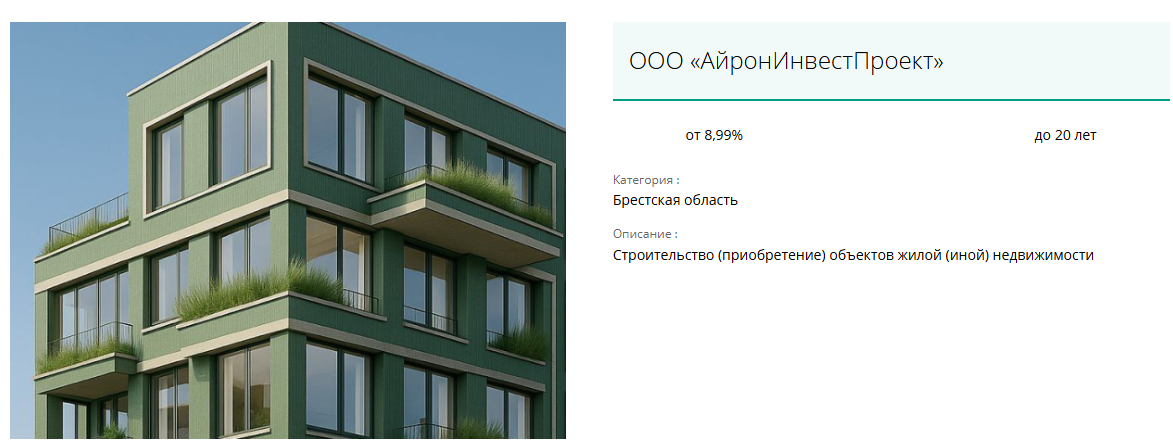 ООО «АйронИнвестПроект»
от 8,99%
до 20 лет
Категория :
Брестская область
Описание :
Строительство (приобретение) объектов жилой (иной) недвижимости